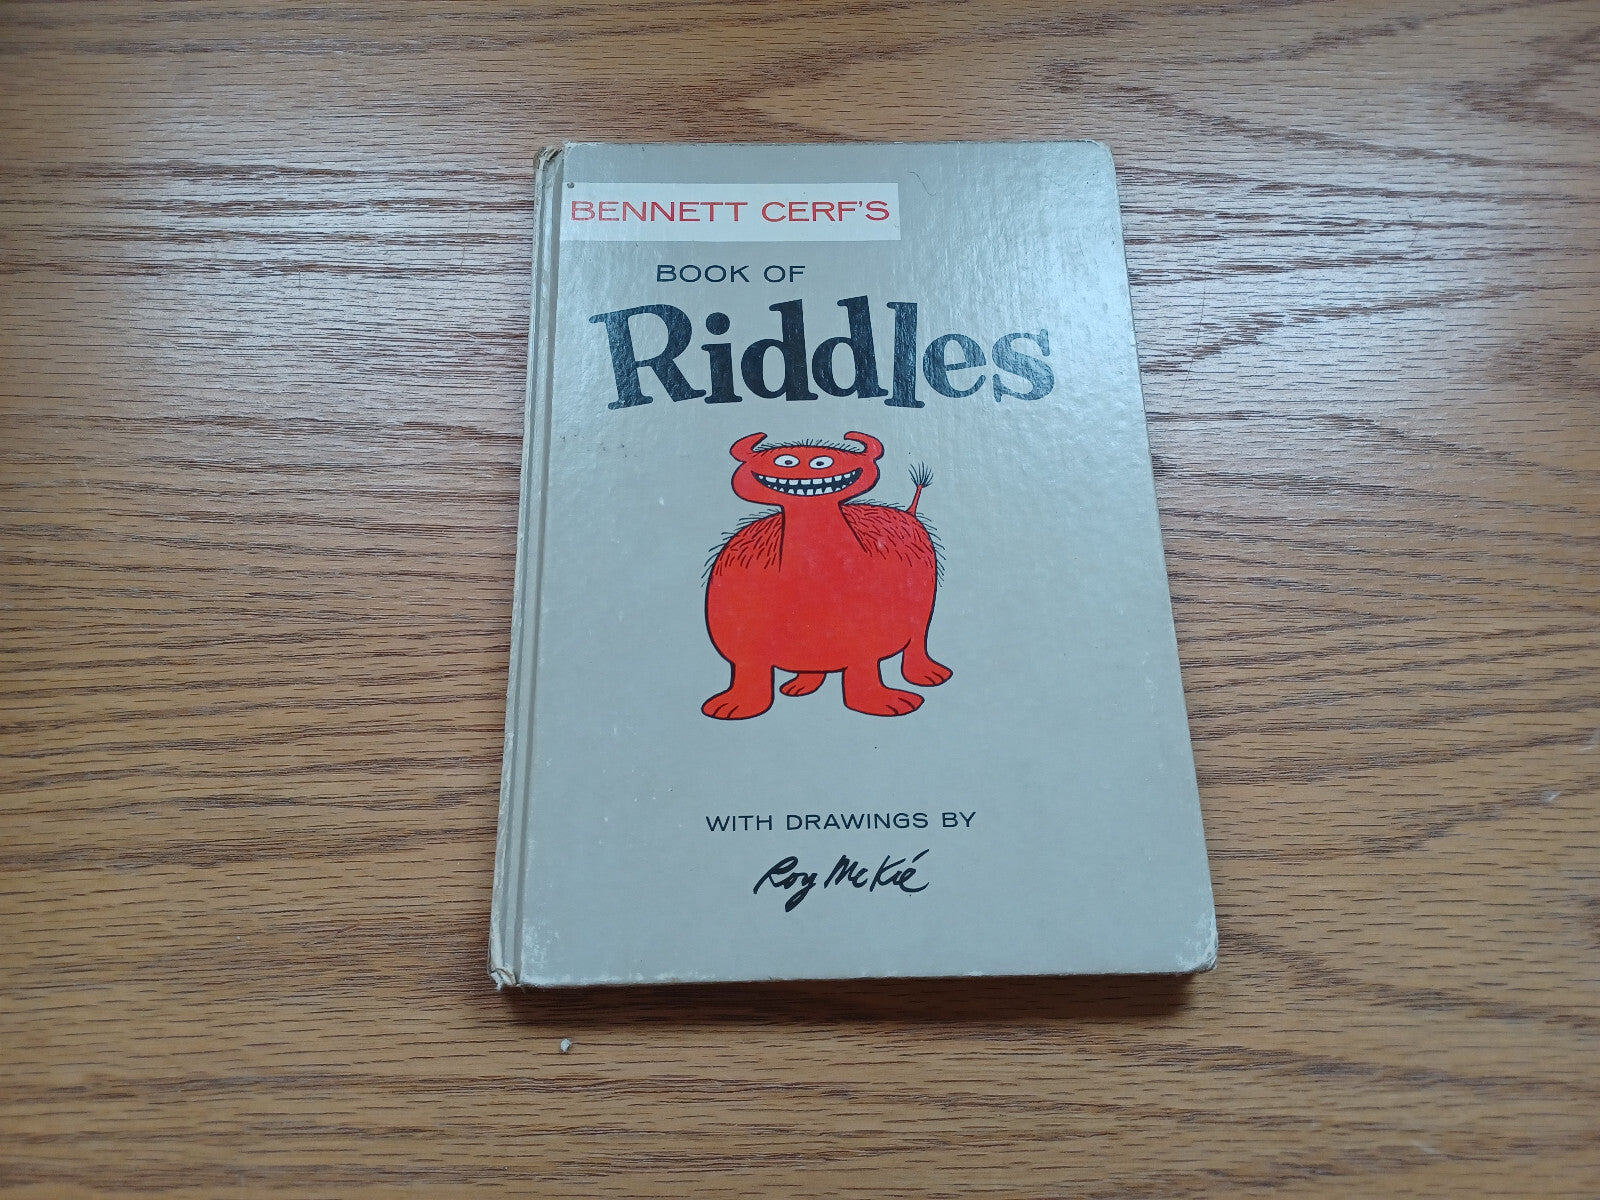 BENNETT CERF'S
BOOK OF
Riddles
WITH DRAWINGS BY
Roy McKié